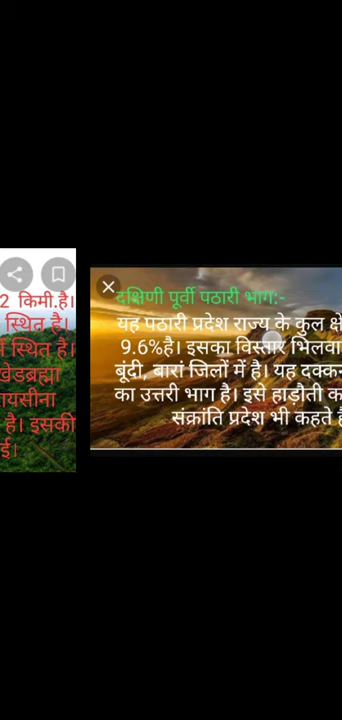 2 किमी.है।
स्थित है।
स्थित है।
खेडब्रह्मा
यसीना
है। इसकी
ई।
दक्षिणी पूर्वी पठारी भाग:-
यह पठारी प्रदेश राज्य के कुल क्षे
9.6%है। इसका विस्तार भिलवा
बूंदी, बारां जिलों में है। यह दक्क
का उत्तरी भाग है। इसे हाड़ौती क
संक्रांति प्रदेश भी कहते है